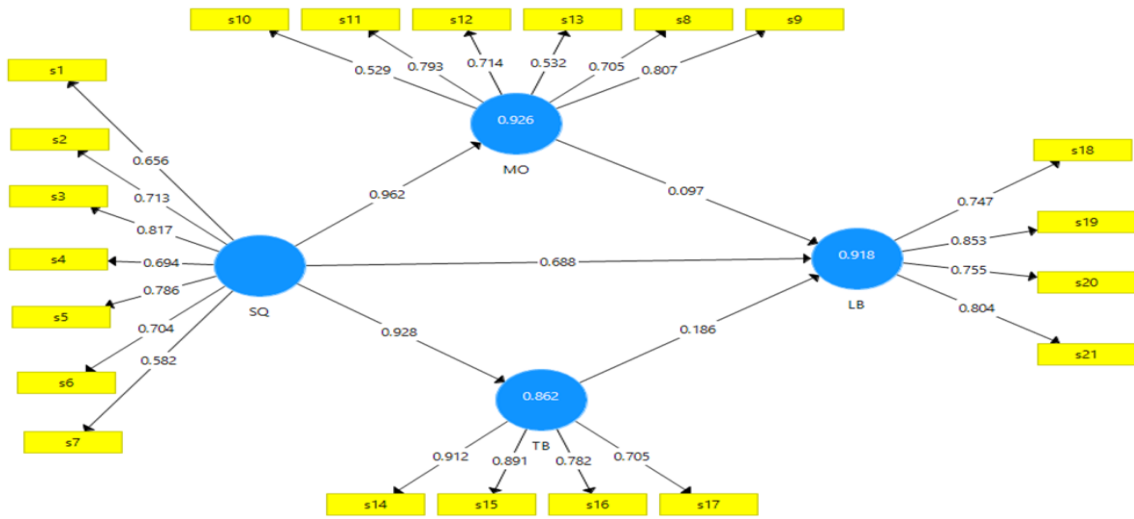 s10 s11 s12 s13 s8 s9
s1
0.529 0.793 0.714 0.532 0.705 0.807
s2
0.926
s18
0.656
MO
s3
0.713
0.962
0.097
0.747
s19
0.817
s4
0.694
0.688
0.918
0.853
0.755
s20
0.786
s5
SQ
LB
0.704
0.928
0.186
0.804
0.582
s21
s6
0.862
s7
TB
0.912 0.891 0.782 0.705
s14 s15 s16 s17